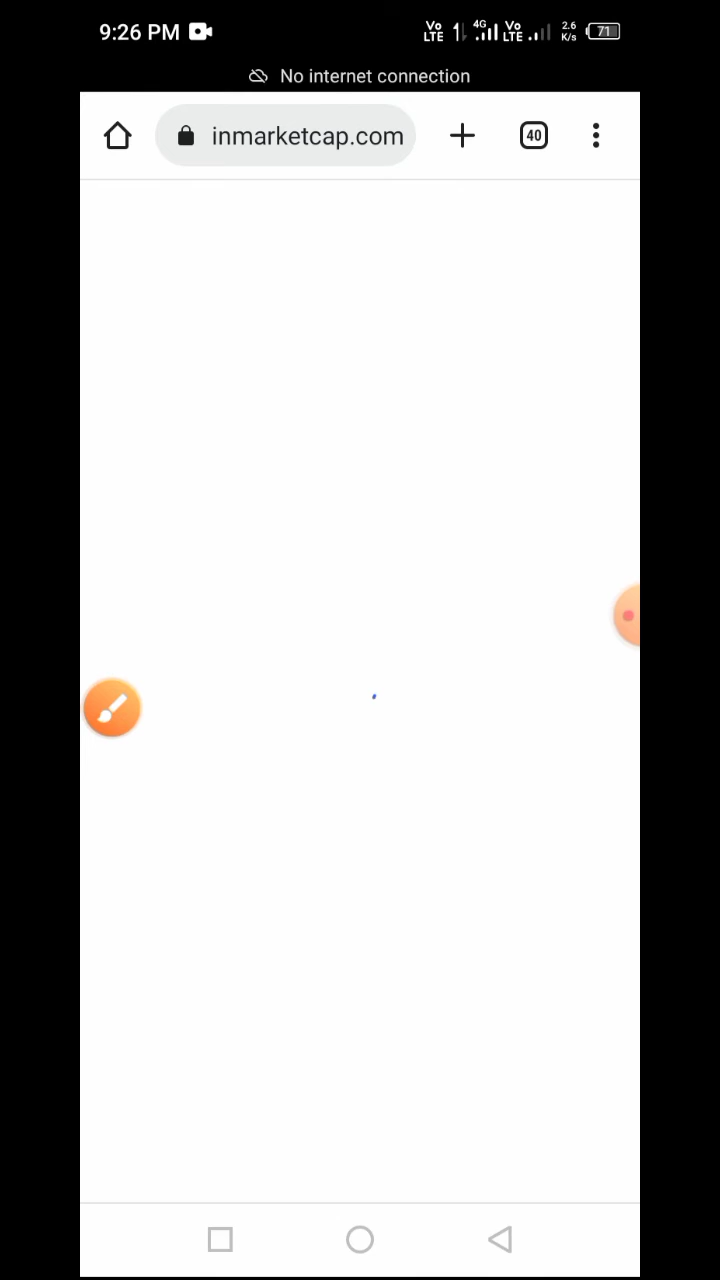 9:26 PM Vo LTE 4G Vo LTE 2.6 K/s 71
No internet connection
inmarketcap.com 40